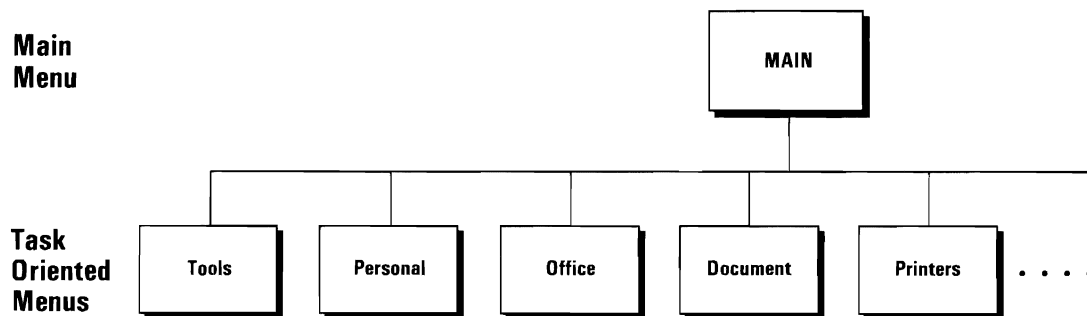 Main
Menu
MAIN
Task
Oriented
Menus
Tools
Personal
Office
Document
Printers
. . . .